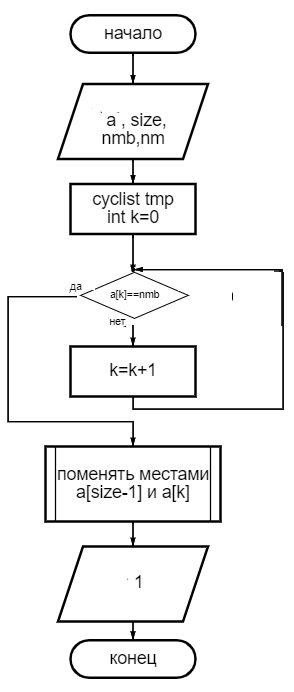 начало
a, size,
nmb,nm
cyclist tmp
int k=0
да
a[k]==nmb
нет
k=k+1
поменять местами
a[size-1] и a[k]
1
конец